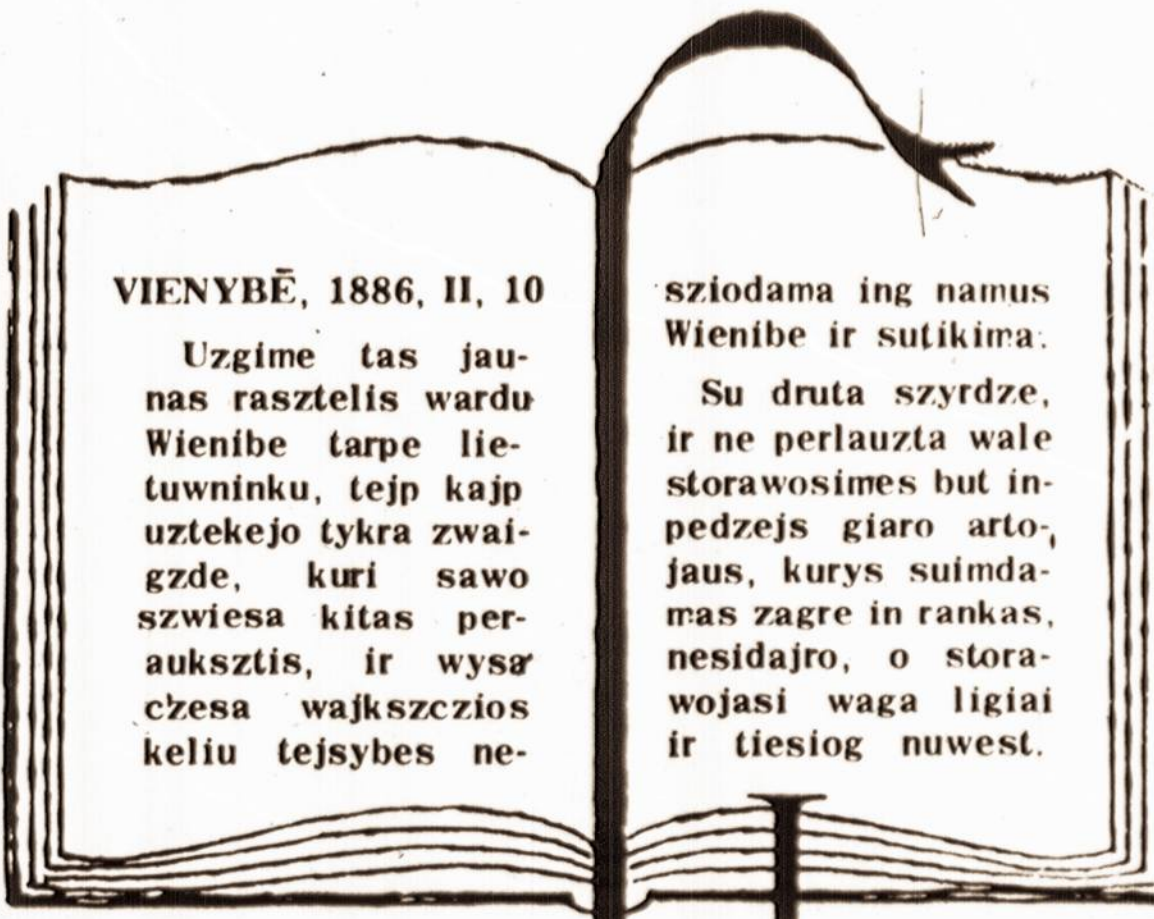 VIENYBĒ, 1886, II, 10
Uzgime tas jau-
nas rasztelis wardu
Wienibe tarpe lie-
tuwninku, tejp kajp
uztekejo tykra zwai-
gzde, kuri sawo
szwiesa kitas per-
auksztis, ir wysa
czesa wajkszczios
keliu tejsybes ne-
sziodama ing namus
Wienibe ir sutikima.
Su druta szyrdze,
ir ne perlauzta wale
storawosimes but in-
pedzejs giaro arto-
jaus, kurys suimda-
mas zagre in rankas,
nesidajro, o stora-
wojasi waga ligiai
ir tiesiog nuwest.